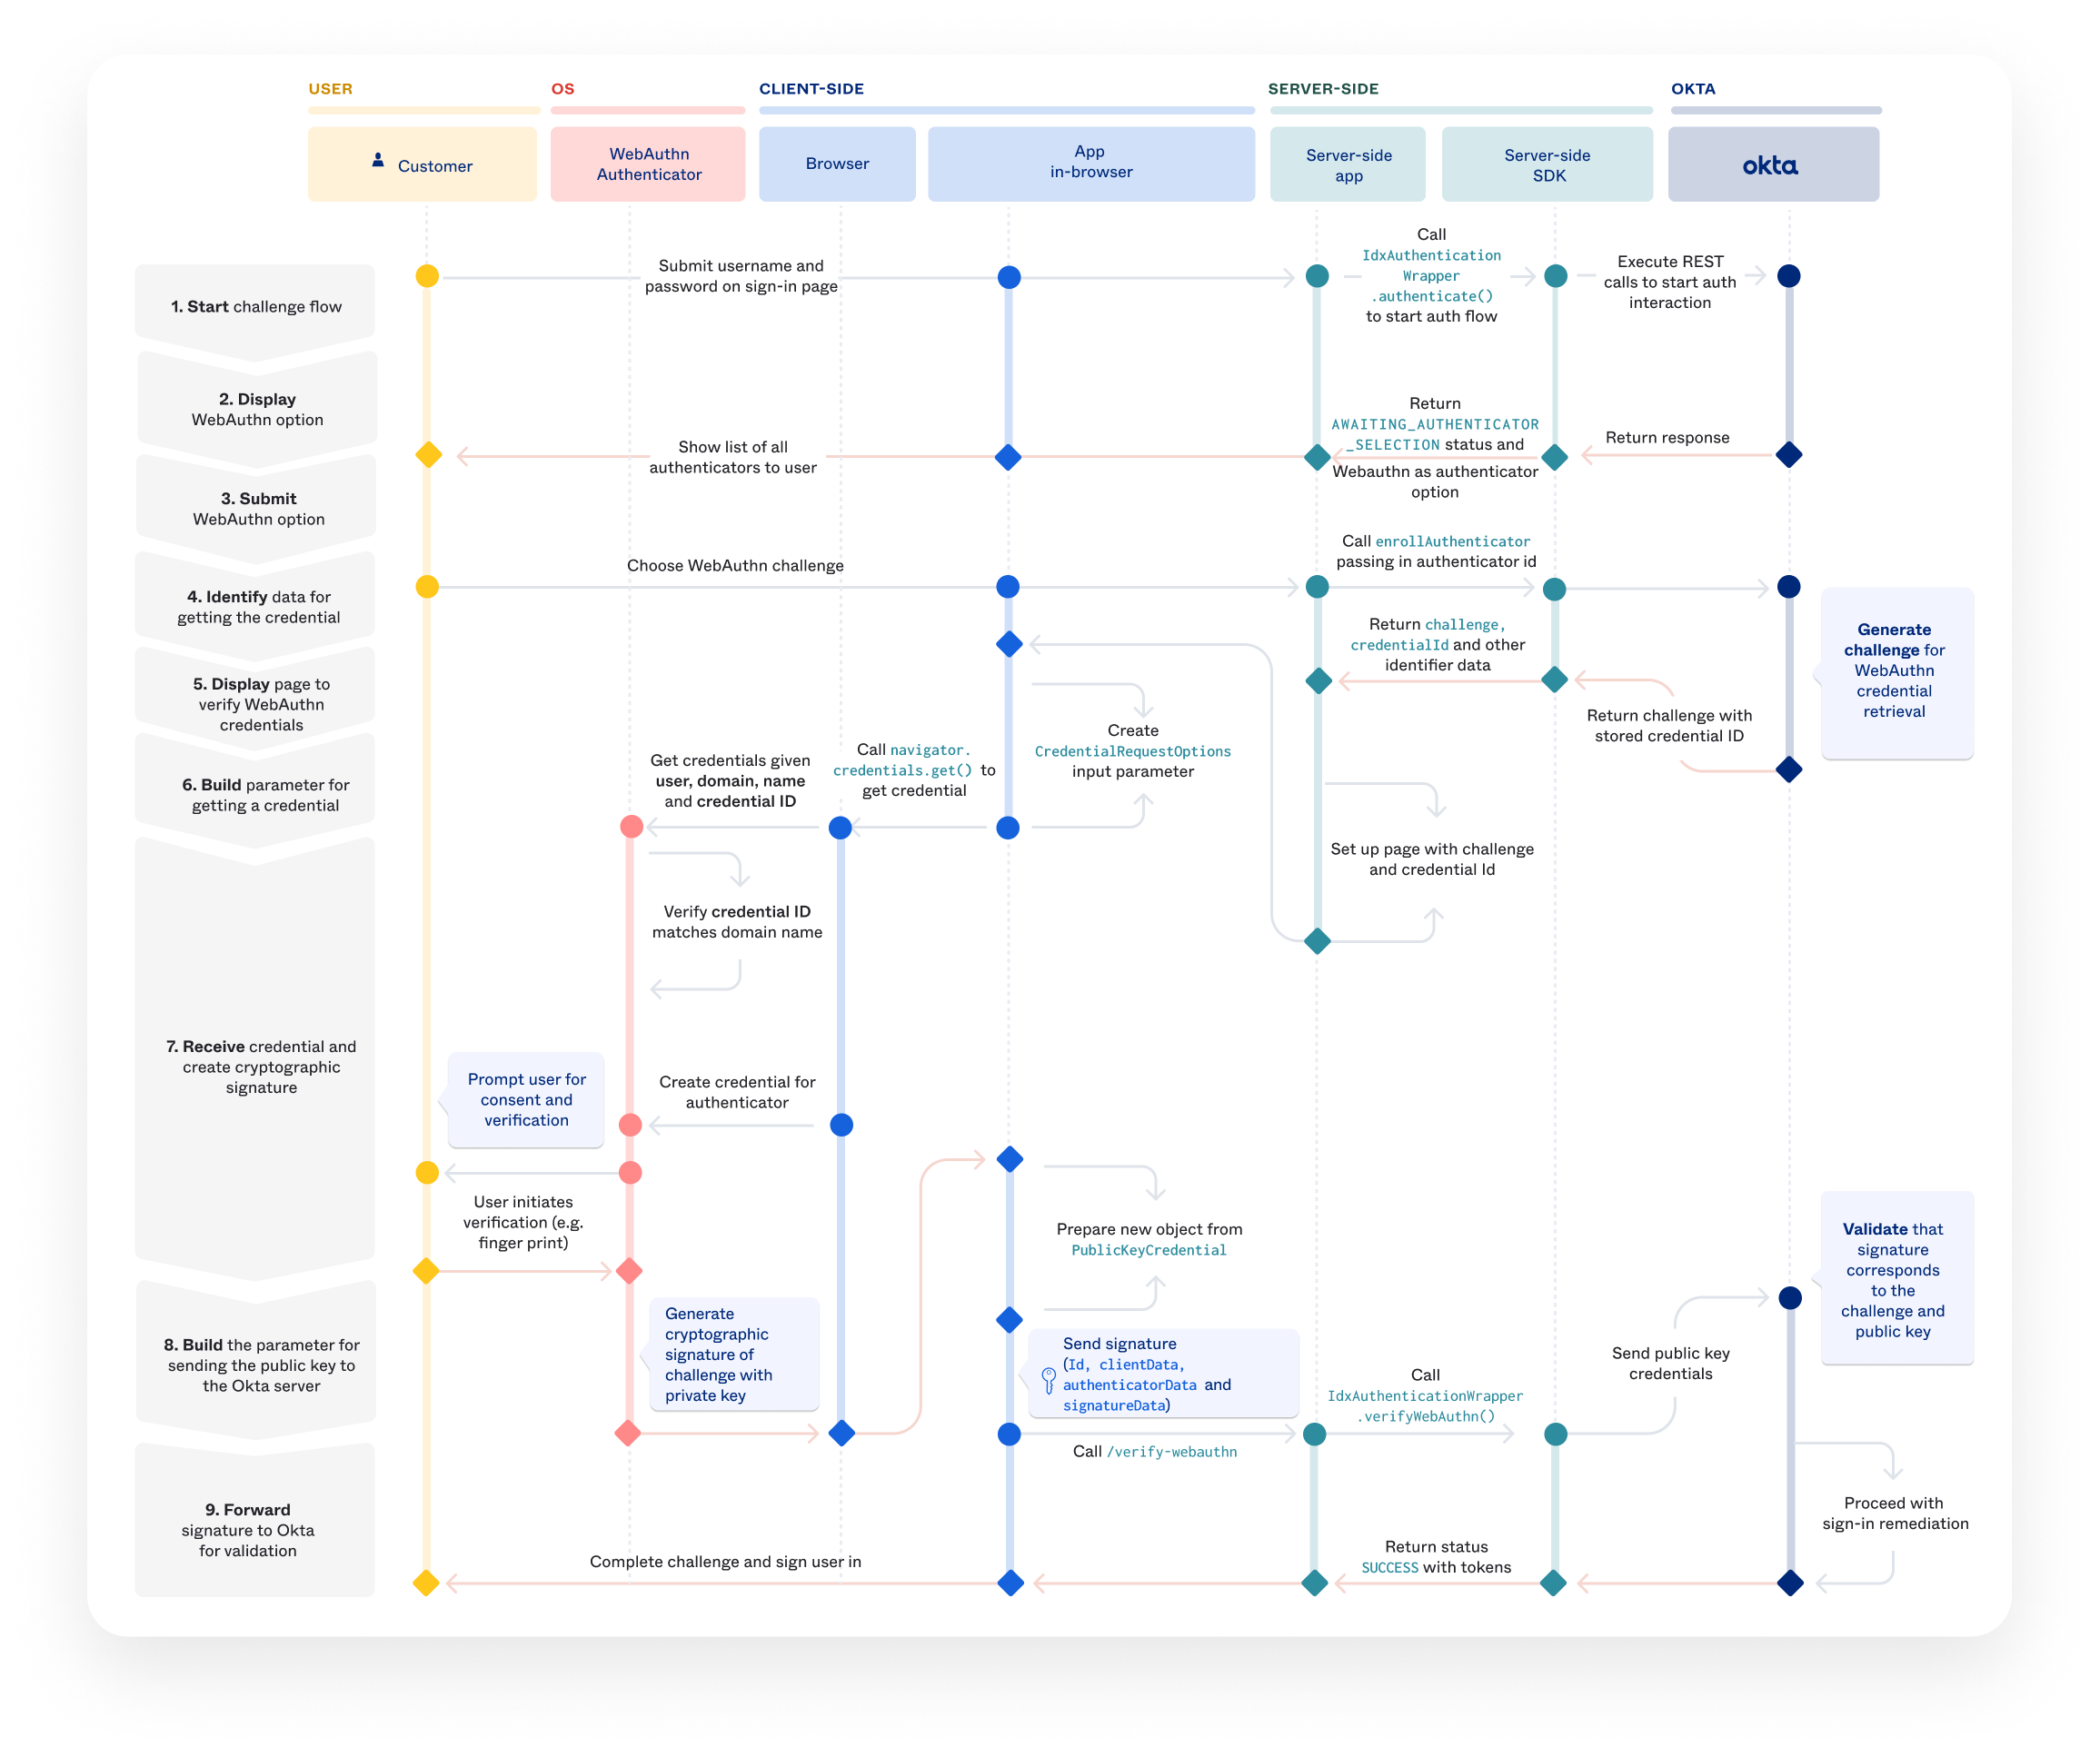 USER
OS
CLIENT-SIDE
SERVER-SIDE
OKTA
Customer
WebAuthn
Authenticator
Browser
App
in-browser
Server-side
app
Server-side
SDK
okta
1. Start challenge flow
Submit username and
password on sign-in page
Call
IdxAuthentication
Wrapper
.authenticate()
to start auth flow
Execute REST
calls to start auth
interaction
2. Display
WebAuthn option
Show list of all
authenticators to user
Return
AWAITING_AUTHENTICATOR
_SELECTION status and
Webauthn as authenticator
option
Return response
3. Submit
WebAuthn option
Choose WebAuthn challenge
Call enrollAuthenticator
passing in authenticator id
4. Identify data for
getting the credential
Return challenge,
credentialId and other
identifier data
Generate
challenge for
WebAuthn
credential
retrieval
5. Display page to
verify WebAuthn
credentials
Return challenge with
stored credential ID
6. Build parameter for
getting a credential
Get credentials given
user, domain, name
and credential ID
Call navigator.
credentials.get() to
get credential
Create
CredentialRequestOptions
input parameter
Set up page with challenge
and credential Id
Verify credential ID
matches domain name
7. Receive credential and
create cryptographic
signature
Prompt user for
consent and
verification
Create credential for
authenticator
User initiates
verification (e.g.
finger print)
Prepare new object from
PublicKeyCredential
Validate that
signature
corresponds
to the
challenge and
public key
8. Build the parameter for
sending the public key to
the Okta server
Generate
cryptographic
signature of
challenge with
private key
Send signature
(Id, clientData,
authenticatorData and
signatureData)
Call /verify-webauthn
Call
IdxAuthenticationWrapper
.verifyWebAuthn()
Send public key
credentials
9. Forward
signature to Okta
for validation
Proceed with
sign-in remediation
Complete challenge and sign user in
Return status
SUCCESS with tokens